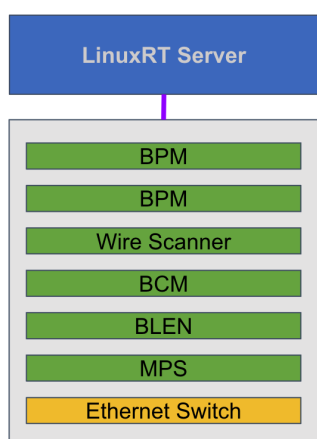 LinuxRT Server
BPM
BPM
Wire Scanner
BCM
BLEN
MPS
Ethernet Switch